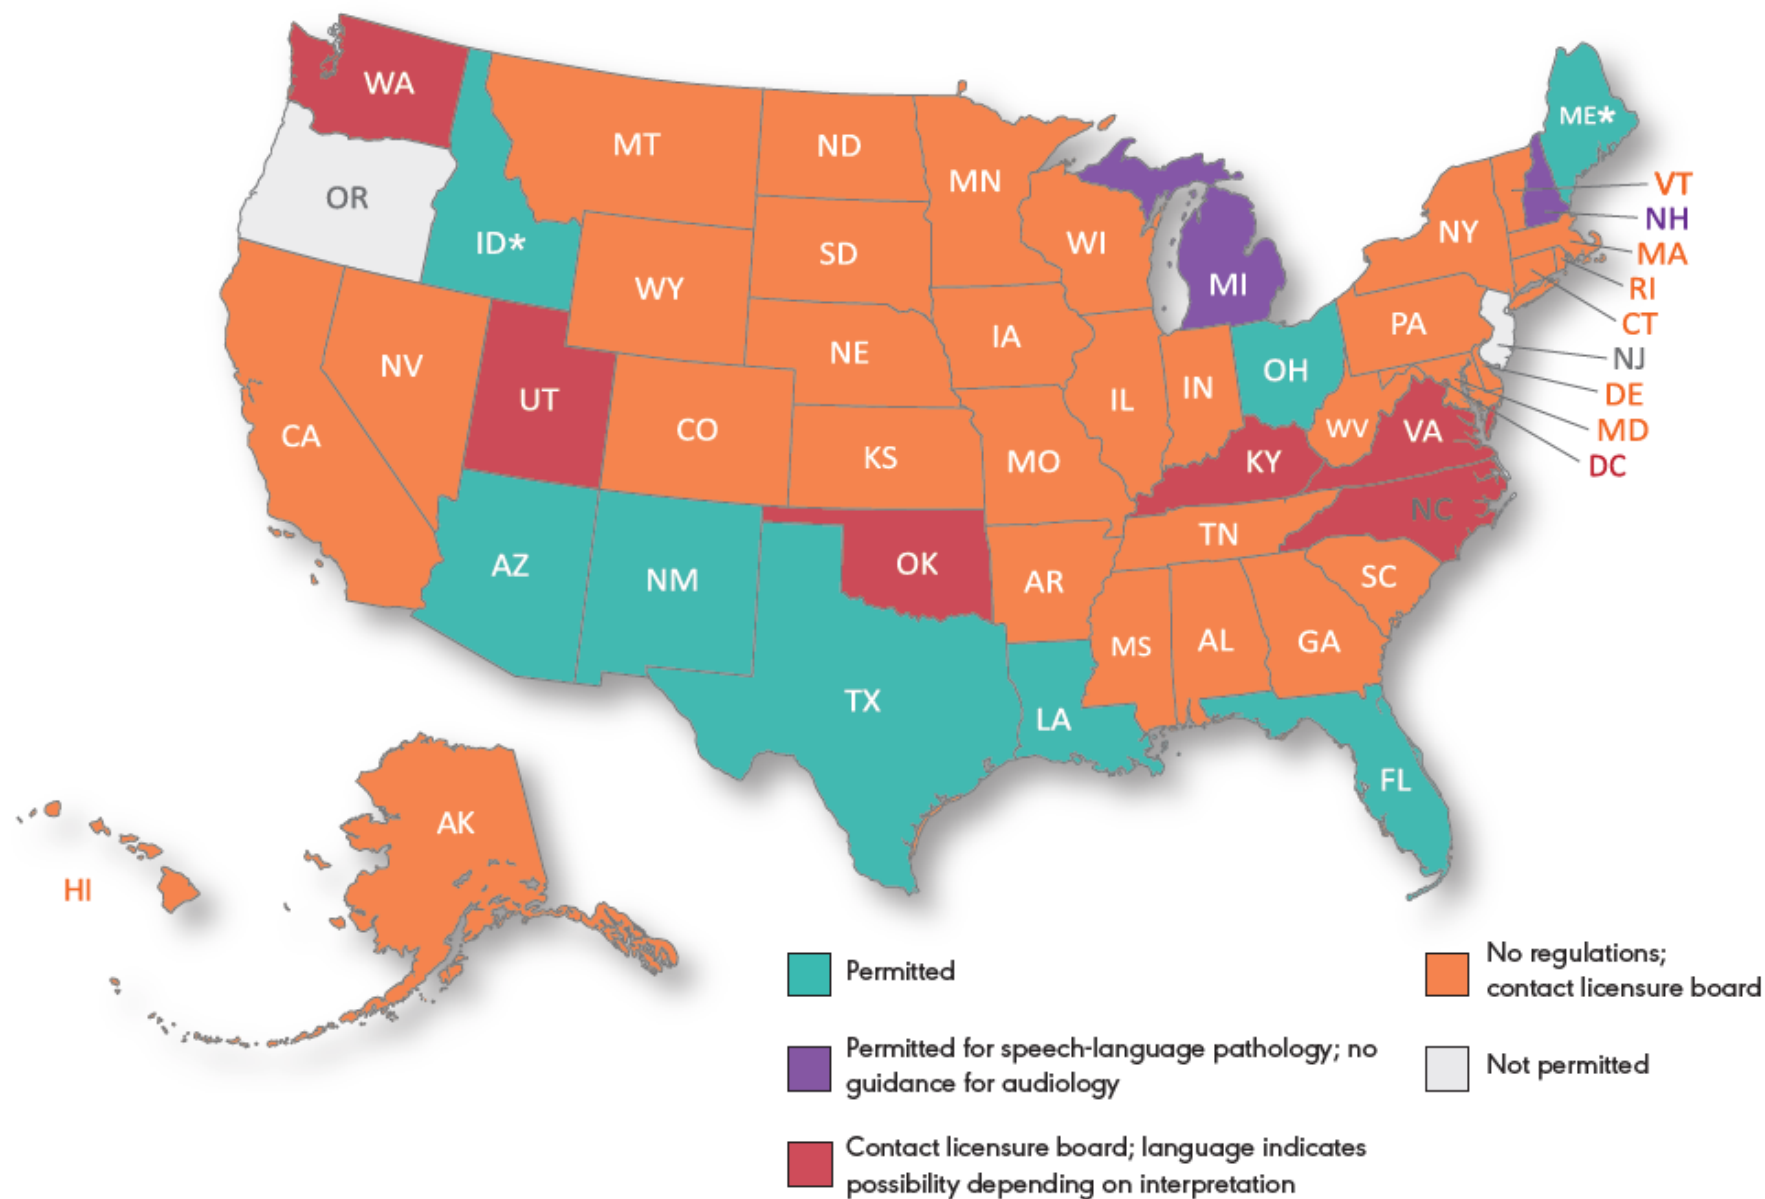 WA
MT
ND
MN
ME*
OR
ID*
SD
WI
NY
VT
NH
MA
RI
CT
NJ
DE
MD
DC
WY
MI
PA
NV
UT
NE
IA
IL
IN
OH
WV
VA
CA
CO
KS
MO
KY
NC
TN
AZ
NM
OK
AR
SC
MS
AL
GA
TX
LA
FL
AK
HI
Permitted
Permitted for speech-language pathology; no
guidance for audiology
Contact licensure board; language indicates
possibility depending on interpretation
No regulations;
contact licensure board
Not permitted